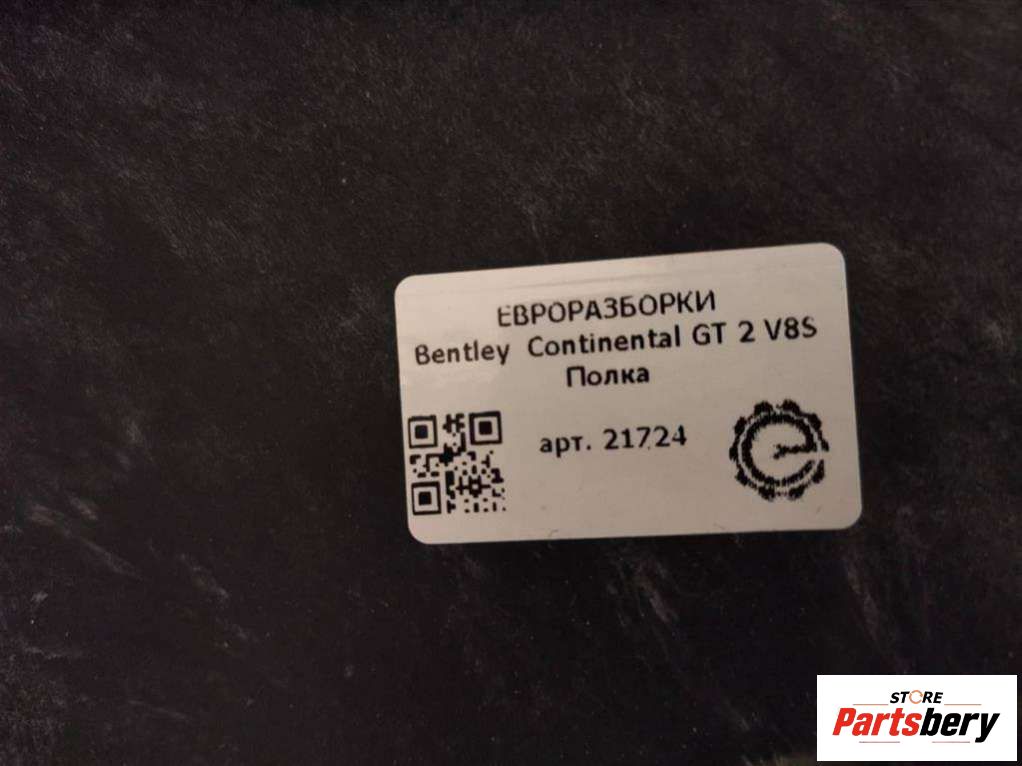 ЕВРОРАЗБОРКИ
Bentley Continental GT 2 V8S
Полка
арт. 21724
STORE
Partsbery